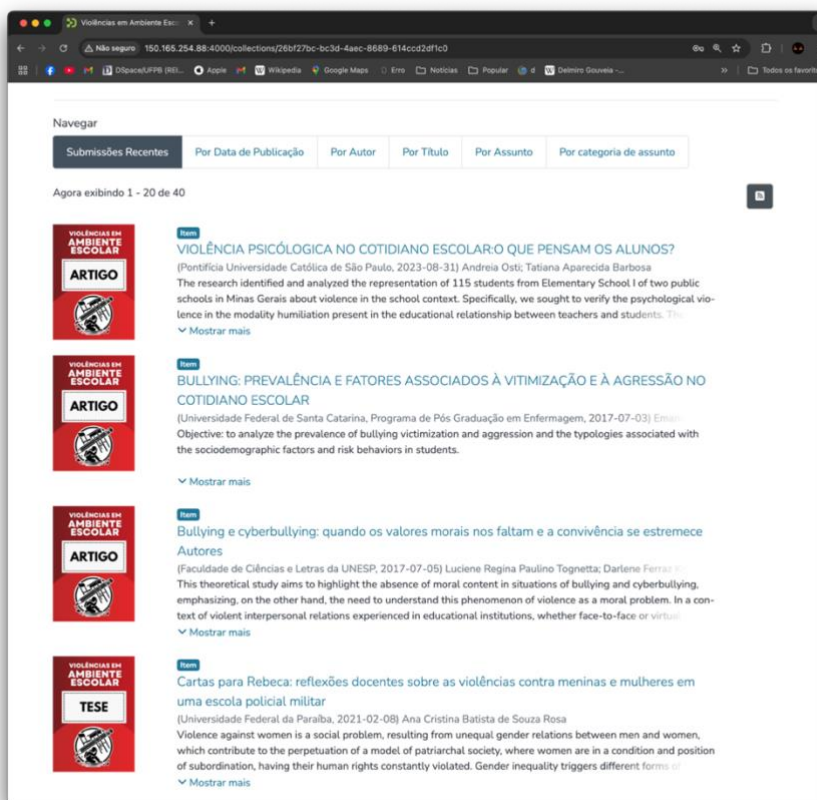 Violências em Ambiente Esc
Não seguro 150.165.254.88:4000/collections/26bf27bc-bc3d-4aec-8689-614ccd2df1c0
DSpace/UFPB (REI... Apple Wikipedia Google Maps Erro Notícias Popular d Delmiro Gouveia -... » Todos os favorito
Navegar
Submissões Recentes Por Data de Publicação Por Autor Por Título Por Assunto Por categoria de assunto
Agora exibindo 1 - 20 de 40
VIOLÊNCIAS EM
AMBIENTE
ESCOLAR
ARTIGO
Item
VIOLÊNCIA PSICÓLOGICA NO COTIDIANO ESCOLAR:O QUE PENSAM OS ALUNOS?
(Pontifícia Universidade Católica de São Paulo, 2023-08-31) Andreia Osti; Tatiana Aparecida Barbosa
The research identified and analyzed the representation of 115 students from Elementary School I of two public
schools in Minas Gerais about violence in the school context. Specifically, we sought to verify the psychological vio-
lence in the modality humiliation present in the educational relationship between teachers and students. The
Mostrar mais
VIOLÊNCIAS EM
AMBIENTE
ESCOLAR
ARTIGO
Item
BULLYING: PREVALÊNCIA E FATORES ASSOCIADOS À VITIMIZAÇÃO E À AGRESSÃO NO
COTIDIANO ESCOLAR
(Universidade Federal de Santa Catarina, Programa de Pós Graduação em Enfermagem, 2017-07-03)
Objective: to analyze the prevalence of bullying victimization and aggression and the typologies associated with
the sociodemographic factors and risk behaviors in students.
Mostrar mais
VIOLÊNCIAS EM
AMBIENTE
ESCOLAR
ARTIGO
Item
Bullying e cyberbullying: quando os valores morais nos faltam e a convivência se estremece
Autores
(Faculdade de Ciências e Letras da UNESP, 2017-07-05) Luciene Regina Paulino Tognetta; Darlene Ferraz
This theoretical study aims to highlight the absence of moral content in situations of bullying and cyberbullying,
emphasizing, on the other hand, the need to understand this phenomenon of violence as a moral problem. In a con-
text of violent interpersonal relations experienced in educational institutions, whether face-to-face or virtual
Mostrar mais
VIOLÊNCIAS EM
AMBIENTE
ESCOLAR
TESE
Item
Cartas para Rebeca: reflexões docentes sobre as violências contra meninas e mulheres em
uma escola policial militar
(Universidade Federal da Paraíba, 2021-02-08) Ana Cristina Batista de Souza Rosa
Violence against women is a social problem, resulting from unequal gender relations between men and women,
which contribute to the perpetuation of a model of patriarchal society, where women are in a condition and position
of subordination, having their human rights constantly violated. Gender inequality triggers different forms of
Mostrar mais